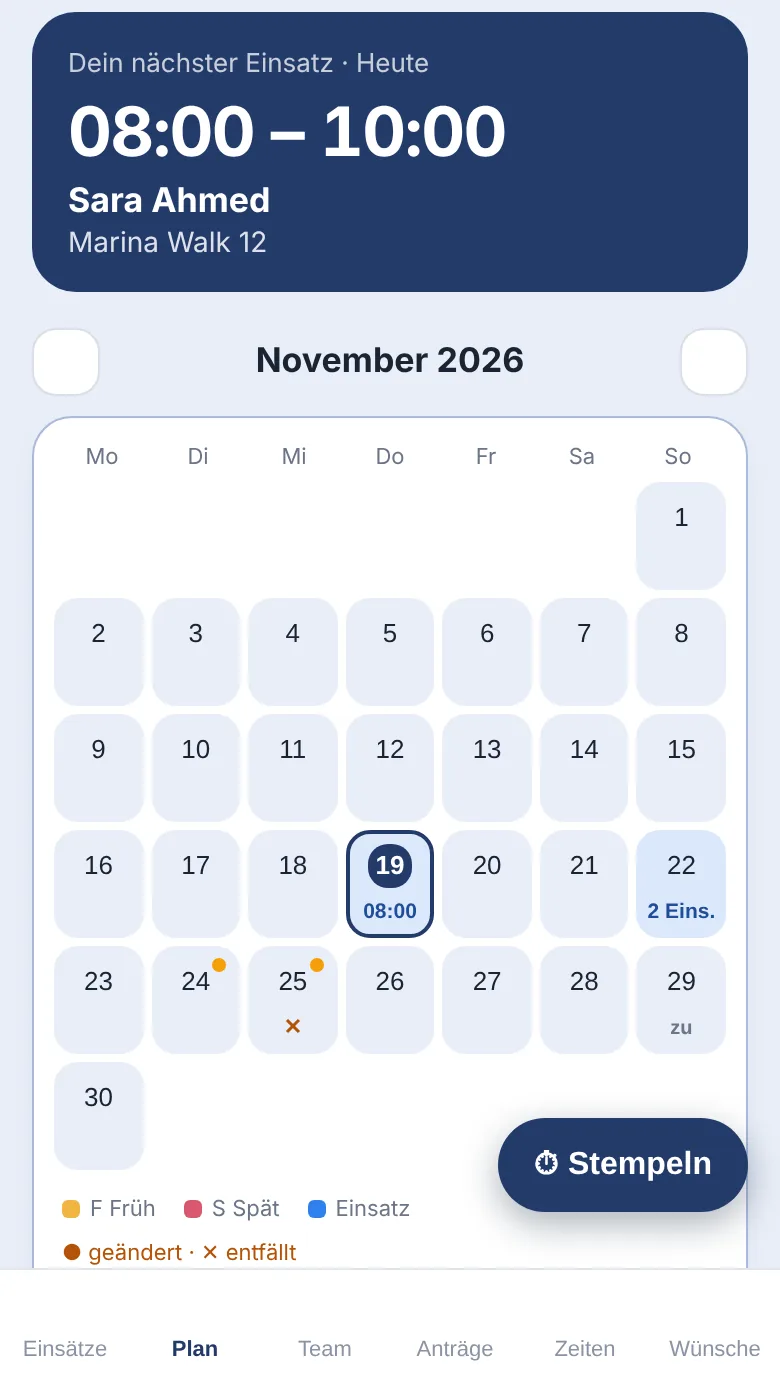 Dein nächster Einsatz · Heute
08:00 – 10:00
Sara Ahmed
Marina Walk 12
November 2026
Mo Di Mi Do Fr Sa So
1
2 3 4 5 6 7 8
9 10 11 12 13 14 15
16 17 18 19 20 21 22
08:00 2 Eins.
23 24 25 26 27 28 29
✕ zu
30
⏱ Stempeln
F Früh S Spät Einsatz
geändert · ✕ entfällt
Einsätze Plan Team Anträge Zeiten Wünsche